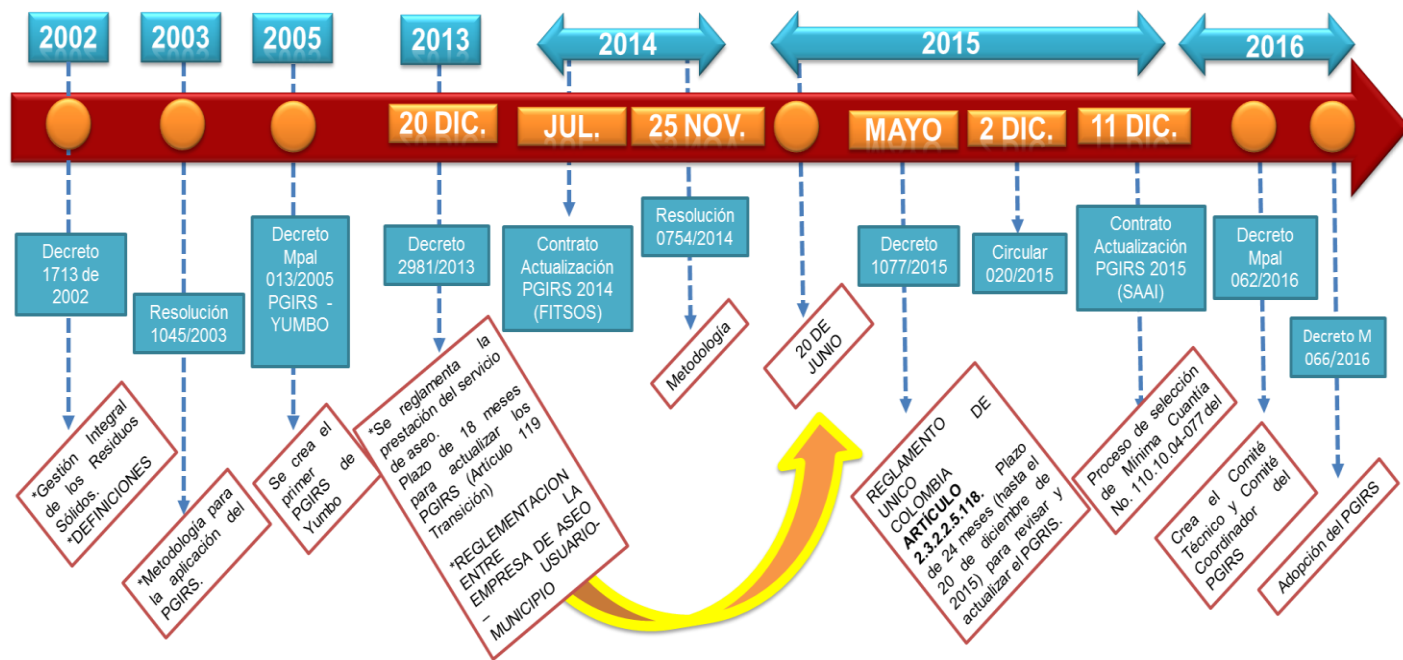 2002
2003
2005
2013
2014
2015
2016
20 DIC.
JUL.
25 NOV.
MAYO
2 DIC.
11 DIC.
Decreto
1713 de
2002
Resolución
1045/2003
Decreto
Mpal
013/2005
PGIRS -
YUMBO
Decreto
2981/2013
Contrato
Actualización
PGIRS 2014
(FITSOS)
Resolución
0754/2014
Decreto
1077/2015
Circular
020/2015
Contrato
Actualización
PGIRS 2015
(SAAI)
Decreto
Mpal
062/2016
Decreto M
066/2016
*Gestión Integral
de los Residuos
Sólidos.
*DEFINICIONES
*Metodología para
la aplicación del
PGIRS.
Se crea el
primer
PGIRS de
Yumbo
*Se reglamenta la
prestación del servicio
de aseo.
Plazo de 18 meses
para actualizar los
PGIRS (Artículo 119
Transición)
*REGLEMENTACION
ENTRE LA
EMPRESA DE ASEO
– USUARIO-
MUNICIPIO
Metodología
20 DE
JUNIO
REGLAMENTO
UNICO DE
COLOMBIA
ARTÍCULO
2.3.2.2.5.118. Plazo
de 24 meses (hasta el
20 de diciembre de
2015) para revisar y
actualizar el PGRIS.
Proceso de selección
de Mínima Cuantía
No. 110.10.04-077 del
Crea el Comité
Técnico y Comité
Coordinador del
PGIRS
Adopción del PGIRS